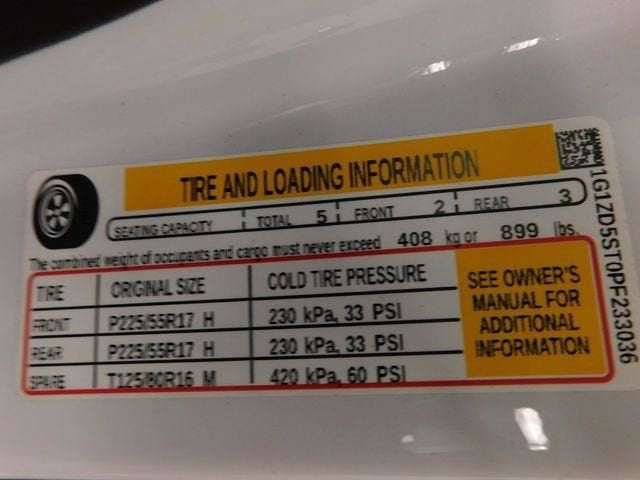 TIRE AND LOADING INFORMATION
SEATING CAPACITY TOTAL 5 FRONT 2 REAR 3
The combined weight of occupants and cargo must never exceed 408 kg or 899 lbs.
TIRE ORIGINAL SIZE COLD TIRE PRESSURE
FRONT P225/55R17 H 230 kPa, 33 PSI
REAR P225/55R17 H 230 kPa, 33 PSI
SPARE T125/80R16 M 420 kPa, 60 PSI
SEE OWNER'S
MANUAL FOR
ADDITIONAL
INFORMATION
1G1ZD5ST0PF233036